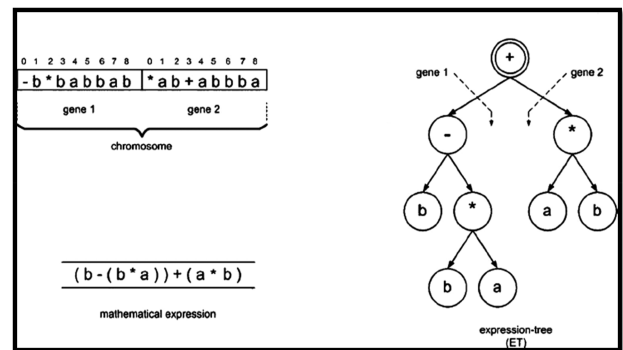 0 1 2 3 4 5 6 7 8 0 1 2 3 4 5 6 7 8
- b * b a b b a b * a b + a b b b a
gene 1 gene 2
chromosome
(b-(b*a))+(a*b)
mathematical expression
+
gene 1 gene 2
- *
b * a b
b a
expression-tree
(ET)